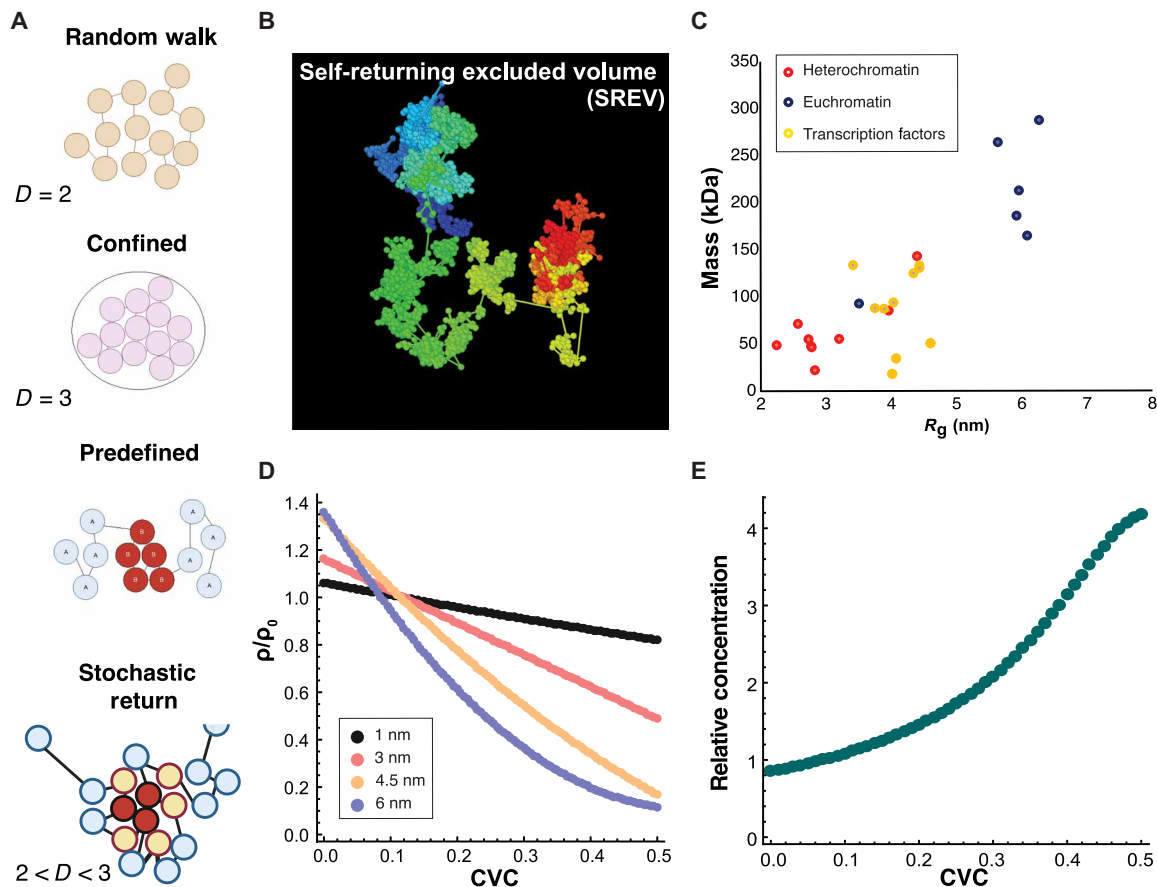 A
Random walk
D = 2
Confined
D = 3
Predefined
A
A
A
A
B
B
B
B
B
A
A
A
A
Stochastic
return
2 < D < 3
B
Self-returning excluded volume
(SREV)
C
350
300
250
200
150
100
50
0
Mass (kDa)
Heterochromatin
Euchromatin
Transcription factors
2
3
4
5
6
7
8
Rg (nm)
D
1.4
1.2
1.0
0.8
0.6
0.4
0.2
0.0
ρ/ρ0
1 nm
3 nm
4.5 nm
6 nm
0.0
0.1
0.2
0.3
0.4
0.5
CVC
E
4
3
2
1
0
Relative concentration
0.0
0.1
0.2
0.3
0.4
0.5
CVC